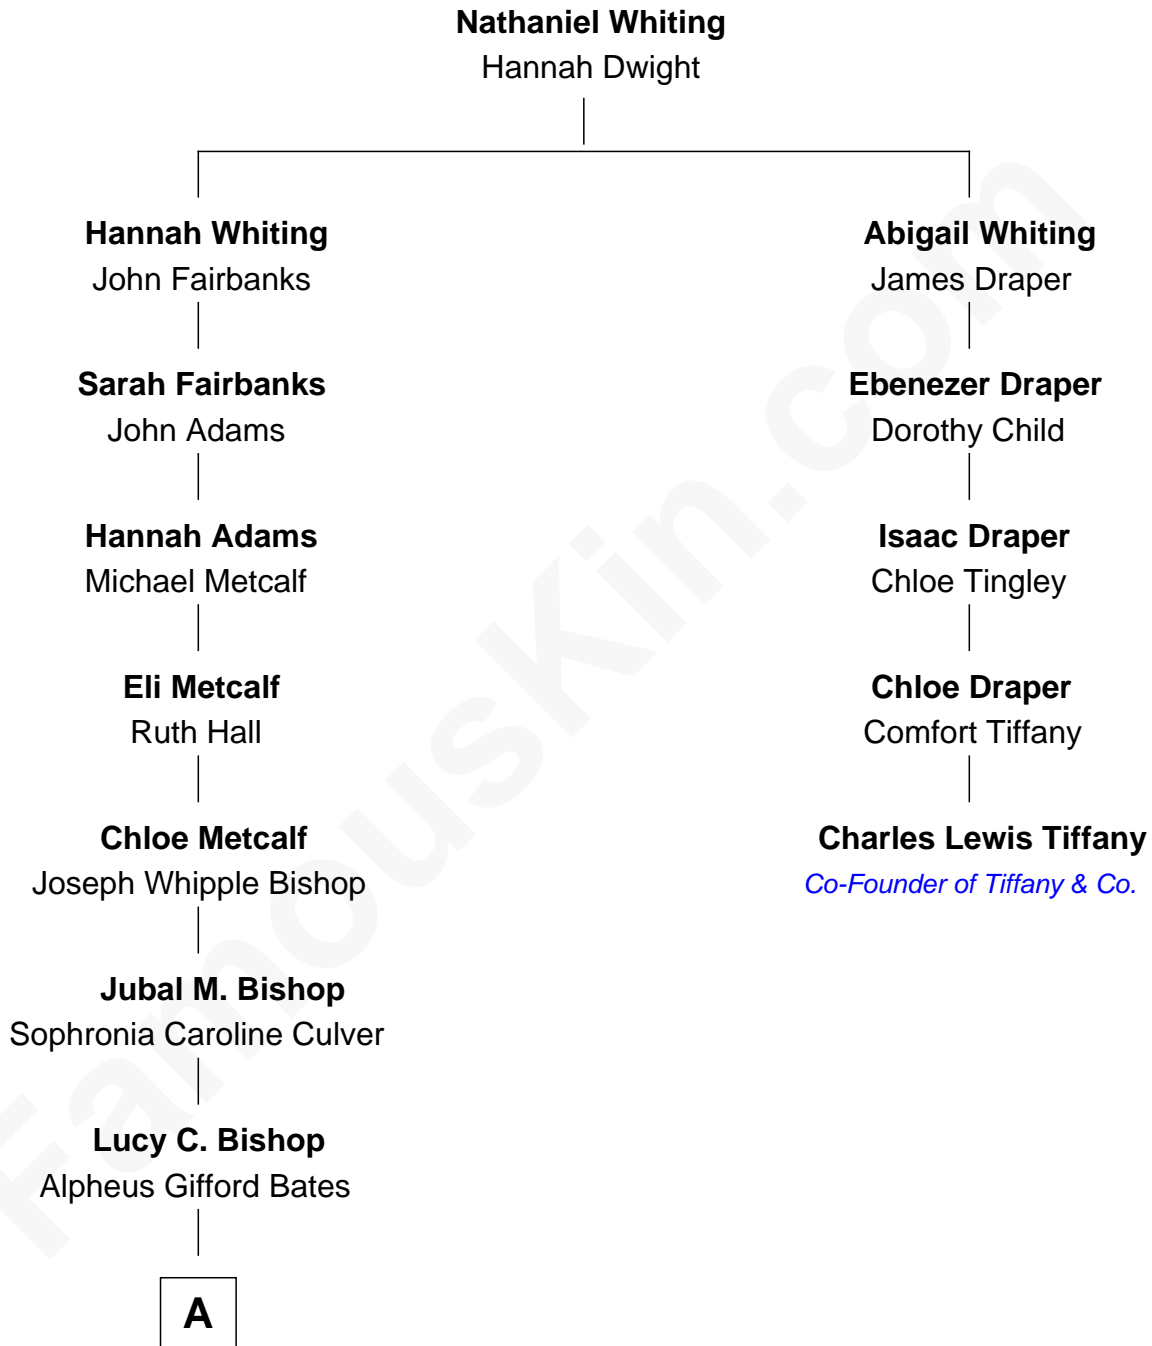 Nathaniel Whiting
Hannah Dwight
Hannah Whiting
John Fairbanks
Abigail Whiting
James Draper
Sarah Fairbanks
John Adams
Ebenezer Draper
Dorothy Child
Hannah Adams
Michael Metcalf
Isaac Draper
Chloe Tingley
Eli Metcalf
Ruth Hall
Chloe Draper
Comfort Tiffany
Chloe Metcalf
Joseph Whipple Bishop
Charles Lewis Tiffany
Co-Founder of Tiffany & Co.
Jubal M. Bishop
Sophronia Caroline Culver
Lucy C. Bishop
Alpheus Gifford Bates
A
FamousKin.com